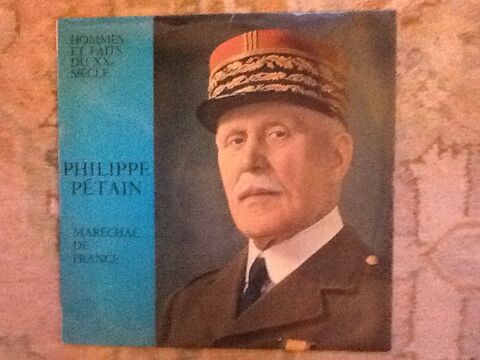 HOMMES
ET FAITS
DU XXe
SIÈCLE
PHILIPPE
PÉTAIN
MARÉCHAL
DE
FRANCE